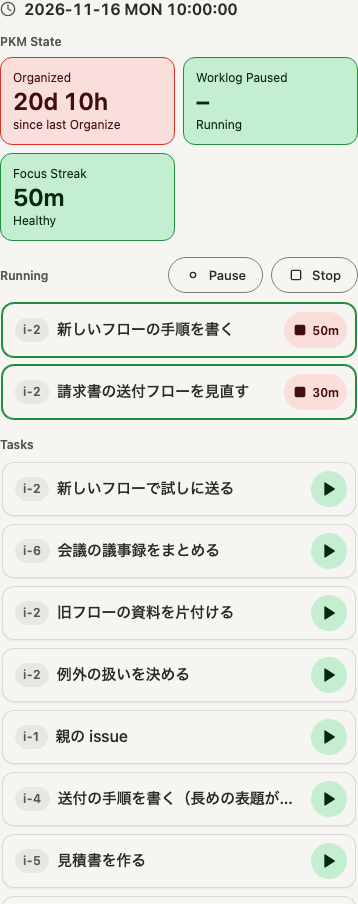 2026-11-16 MON 10:00:00
PKM State
Organized
20d 10h
since last Organize
Worklog Paused
–
Running
Focus Streak
50m
Healthy
Running
Pause
Stop
i-2 新しいフローの手順を書く 50m
i-2 請求書の送付フローを見直す 30m
Tasks
i-2 新しいフローで試しに送る
i-6 会議の議事録をまとめる
i-2 旧フローの資料を片付ける
i-2 例外の扱いを決める
i-1 親の issue
i-4 送付の手順を書く（長めの表題が...
i-5 見積書を作る